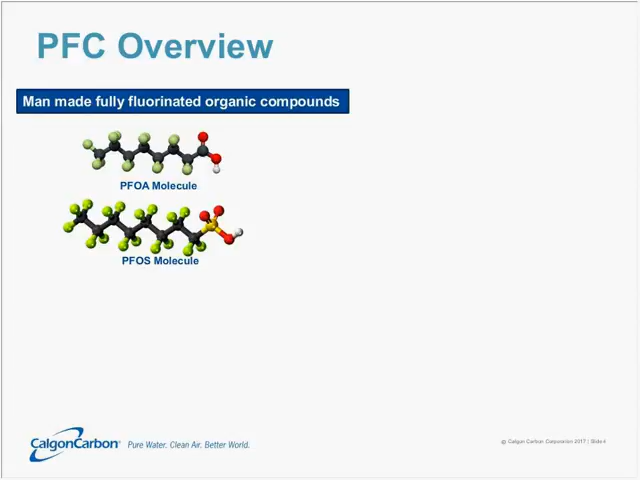 PFC Overview
Man made fully fluorinated organic compounds
PFOA Molecule
PFOS Molecule
CalgonCarbon® Pure Water. Clean Air. Better World.
© Calgon Carbon Corporation 2017 | Slide 4